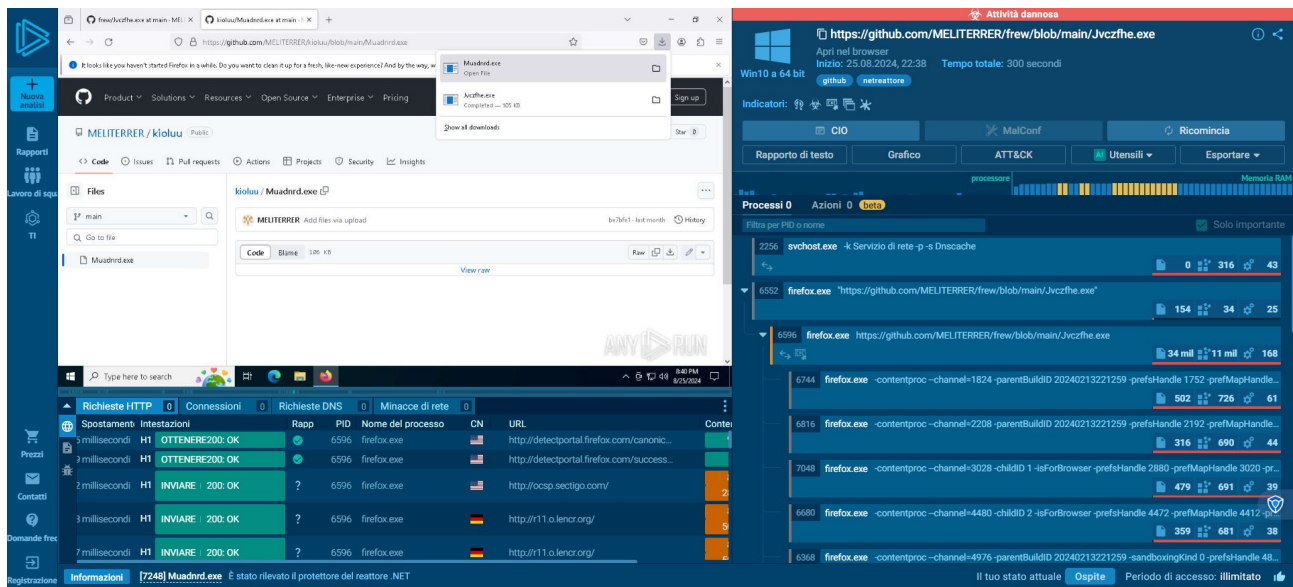 frew/Jvczfhe.exe at main · MELI
kioluu/Muadnrd.exe at main ·
https://github.com/MELITERRER/kioluu/blob/main/Muadnrd.exe
It looks like you haven't started Firefox in a while. Do you want to clean it up for a fresh, like-new experience? And by the way, w
Muadnrd.exe
Open File
Jvczfhe.exe
Completed — 105 KB
Show all downloads
Product
Solutions
Resources
Open Source
Enterprise
Pricing
Sign up
MELITERRER / kioluu Public
Star 0
Code
Issues
Pull requests
Actions
Projects
Security
Insights
Files
main
Go to file
Muadnrd.exe
kioluu / Muadnrd.exe
MELITERRER Add files via upload
last month
History
Code
Blame
Raw
View raw
ANY RUN
Type here to search
8:40 PM
8/25/2024
Nuova analisi
Rapporti
Lavoro di squ
TI
Prezzi
Contatti
Domande frec
Registrazione
Richieste HTTP 0
Connessioni 0
Richieste DNS 0
Minacce di rete 0
Spostament Intestazioni Rapp PID Nome del processo CN URL Conte
5 millisecondi H1 OTTENERE200: OK 6596 firefox.exe http://detectportal.firefox.com/canonic...
9 millisecondi H1 OTTENERE200: OK 6596 firefox.exe http://detectportal.firefox.com/success...
2 millisecondi H1 INVIARE 200: OK ? 6596 firefox.exe http://ocsp.sectigo.com/
3 millisecondi H1 INVIARE 200: OK ? 6596 firefox.exe http://r11.o.lencr.org/
7 millisecondi H1 INVIARE 200: OK ? 6596 firefox.exe http://r11.o.lencr.org/
Informazioni [7248] Muadnrd.exe È stato rilevato il protettore del reattore .NET
Attività dannosa
Win10 a 64 bit
https://github.com/MELITERRER/frew/blob/main/Jvczfhe.exe
Apri nel browser
Inizio: 25.08.2024, 22:38 Tempo totale: 300 secondi
github
netreattore
Indicatori:
CIO
MalConf
Ricomincia
Rapporto di testo
Grafico
ATT&CK
AI Utensili
Esportare
processore
Memoria RAM
Processi 0
Azioni 0 beta
Filtra per PID o nome
Solo importante
2256 svchost.exe -k Servizio di rete -p -s Dnscache
0 316 43
6552 firefox.exe "https://github.com/MELITERRER/frew/blob/main/Jvczfhe.exe"
154 34 25
6596 firefox.exe https://github.com/MELITERRER/frew/blob/main/Jvczfhe.exe
34 mil 11 mil 168
6744 firefox.exe -contentproc --channel=1824 -parentBuildID 20240213221259 -prefsHandle 1752 -prefMapHandle...
502 726 61
6816 firefox.exe -contentproc --channel=2208 -parentBuildID 20240213221259 -prefsHandle 2192 -prefMapHandle...
316 690 44
7048 firefox.exe -contentproc --channel=3028 -childID 1 -isForBrowser -prefsHandle 2880 -prefMapHandle 3020 -pr...
479 691 39
6680 firefox.exe -contentproc --channel=4480 -childID 2 -isForBrowser -prefsHandle 4472 -prefMapHandle 4412
359 681 38
6368 firefox.exe -contentproc --channel=4976 -parentBuildID 20240213221259 -sandboxingKind 0 -prefsHandle 48...
Il tuo stato attuale Ospite Periodo di accesso: illimitato